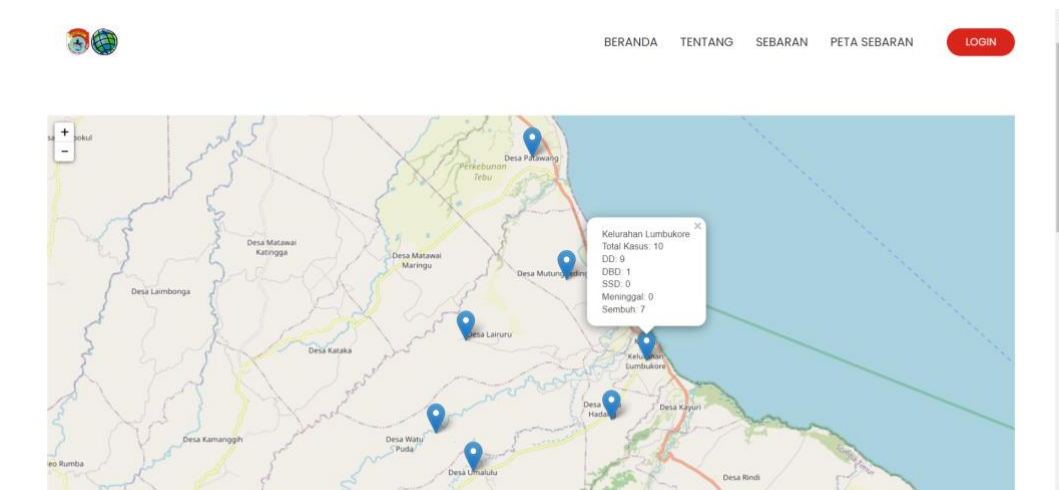 BERANDA TENTANG SEBARAN PETA SEBARAN LOGIN
+
-
Desa Patawang
Perkebunan
Tebu
Kelurahan Lumbukore
Total Kasus: 10
DD: 9
DBD: 1
SSD: 0
Meninggal: 0
Sembuh: 7
Desa Matawai
Katingga
Desa Matawai
Maringu
Desa Laimbonga
Desa Lairuru
Desa Kataka
Kelurahan
Lumbukore
Desa
Desa Kayuri
Desa Kamanggih
Desa Watu
Puda
Desa Umalulu
Desa Rindi